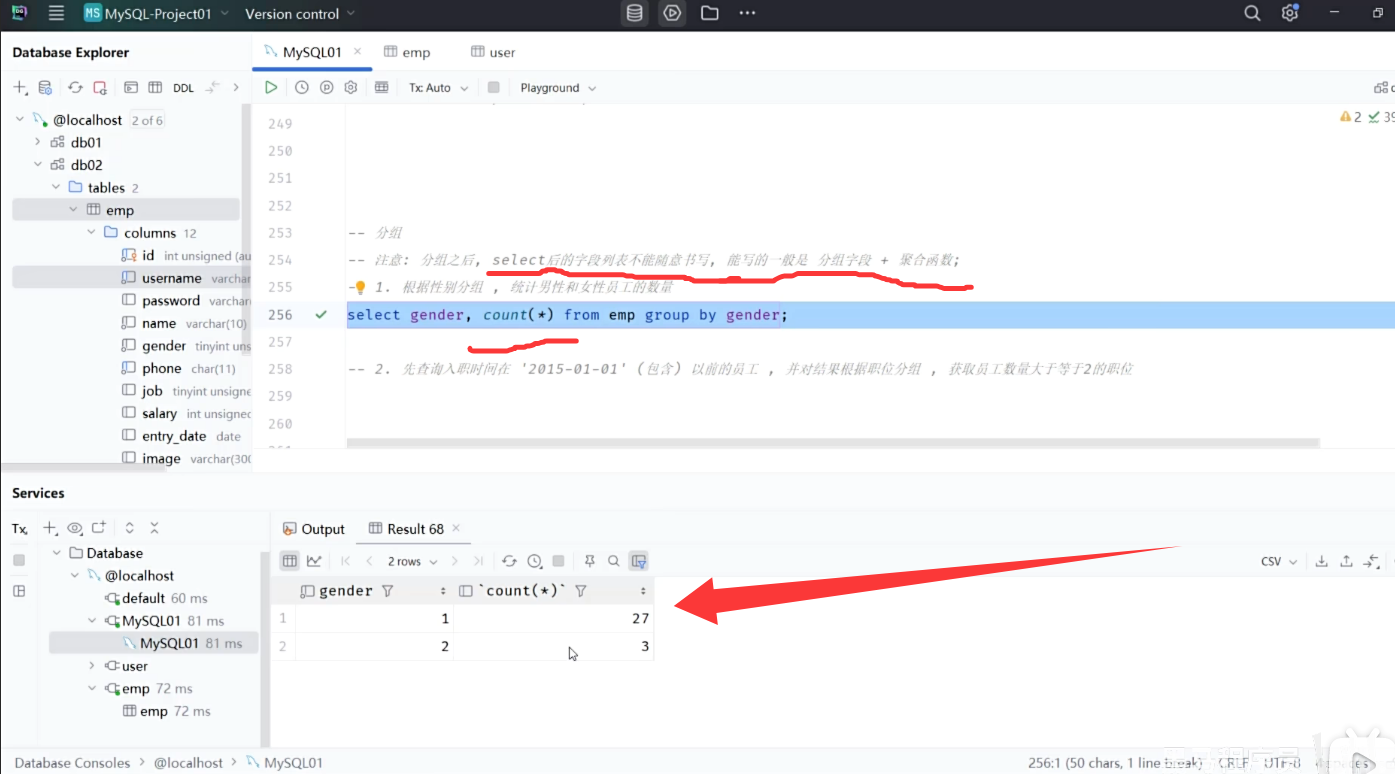 MS MySQL-Project01 Version control
Database Explorer
MySQL01
emp
user
DDL
Tx: Auto
Playground
@localhost 2 of 6
db01
db02
tables 2
emp
columns 12
id int unsigned (au
username varchar
password varchar
name varchar(10)
gender tinyint uns
phone char(11)
job tinyint unsigne
salary int unsigned
entry_date date
image varchar(300
2 39
249
250
251
252
253 -- 分组
254 -- 注意: 分组之后, select后的字段列表不能随意书写, 能写的一般是 分组字段 + 聚合函数;
255 - 1. 根据性别分组 , 统计男性和女性员工的数量
256 select gender, count(*) from emp group by gender;
257
258 -- 2. 先查询入职时间在 '2015-01-01' (包含) 以前的员工 , 并对结果根据职位分组 , 获取员工数量大于等于2的职位
259
260
Services
Tx
Database
@localhost
default 60 ms
MySQL01 81 ms
MySQL01 81 ms
user
emp 72 ms
emp 72 ms
Output
Result 68
2 rows
CSV
gender `count(*)`
1 1 27
2 2 3
Database Consoles > @localhost > MySQL01
256:1 (50 chars, 1 line break) CRLF UTF-8